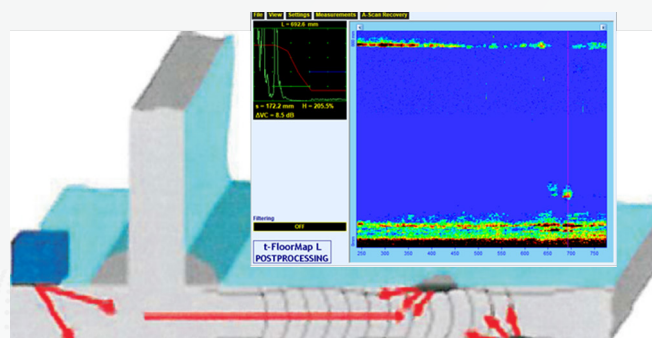 File View Settings Measurements A-Scan Recovery
L = 692.6 mm
s = 172.2 mm H = 205.5%
ΔVC = 8.5 dB
Filtering
OFF
t-FloorMap L
POSTPROCESSING
250 300 350 400 450 500 550 600 650 700 750